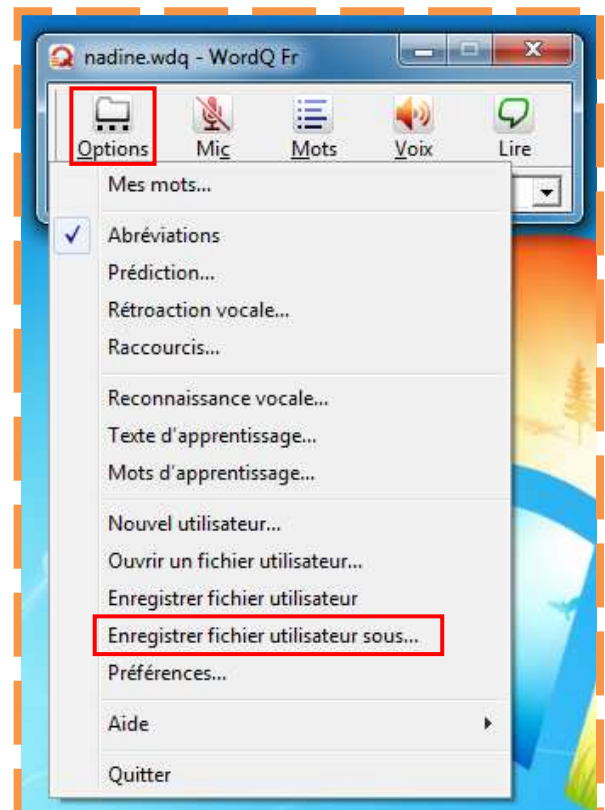 nadine.wdq - WordQ Fr
Options Mic Mots Voix Lire
Mes mots...
Abréviations
Prédiction...
Rétroaction vocale...
Raccourcis...
Reconnaissance vocale...
Texte d'apprentissage...
Mots d'apprentissage...
Nouvel utilisateur...
Ouvrir un fichier utilisateur...
Enregistrer fichier utilisateur
Enregistrer fichier utilisateur sous...
Préférences...
Aide
Quitter